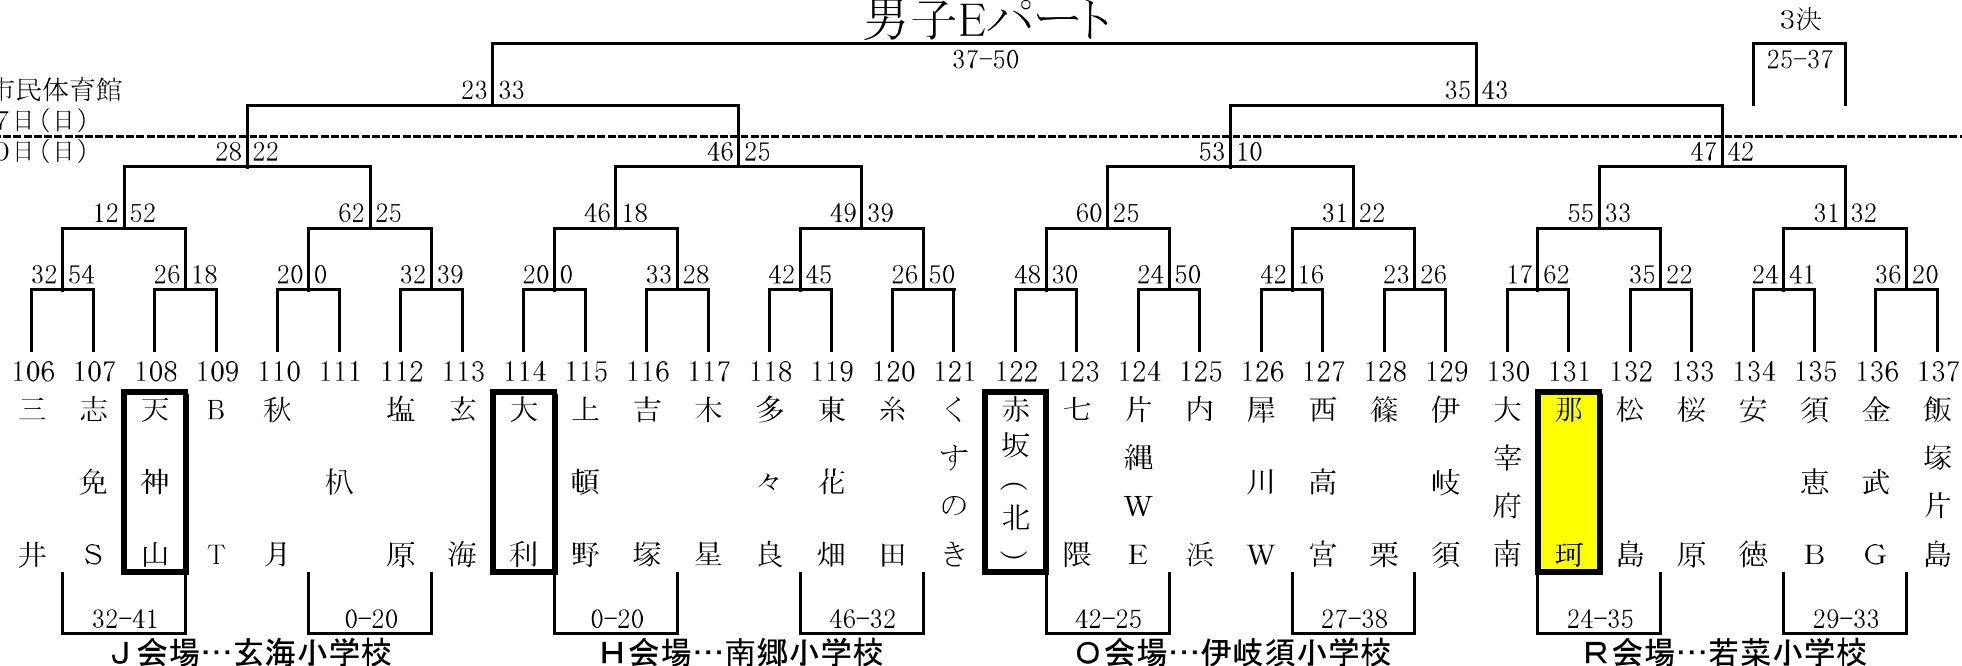 男子Eパート
3決
37-50
25-37
市民体育館
23 33
35 43
7日(日)
0日(日)
28 22
46 25
53 10
47 42
12 52
62 25
46 18
49 39
60 25
31 22
55 33
31 32
32 54
26 18
20 0
32 39
20 0
33 28
42 45
26 50
48 30
24 50
42 16
23 26
17 62
35 22
24 41
36 20
106 三井
107 志免S
108 天神山
109 BT
110 秋月
111 朳
112 塩原
113 玄海
114 大利
115 上頓野
116 吉塚
117 木星
118 多々良
119 東花畑
120 糸田
121 くすのき
122 赤坂(北)
123 七隈
124 片縄WE
125 内浜
126 犀川W
127 西高宮
128 篠栗
129 伊岐須
130 大宰府南
131 那珂
132 松島
133 桜原
134 安徳
135 須恵B
136 金武G
137 飯塚片島
32-41
0-20
0-20
46-32
42-25
27-38
24-35
29-33
J会場…玄海小学校
H会場…南郷小学校
O会場…伊岐須小学校
R会場…若菜小学校